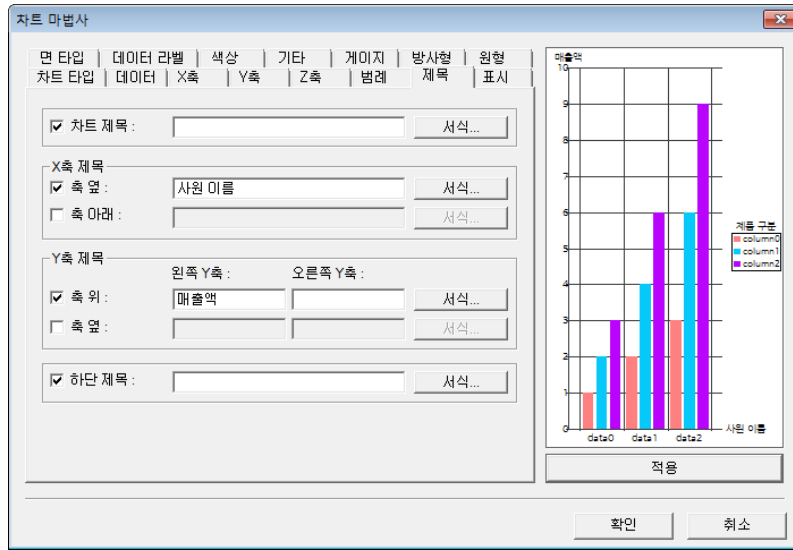 차트 마법사
면 타입 데이터 라벨 색상 기타 게이지 방사형 원형
차트 타입 데이터 X축 Y축 Z축 범례 제목 표시
차트 제목 : 서식...
X축 제목
축 옆 : 사원 이름 서식...
축 아래 : 서식...
Y축 제목
왼쪽 Y축 : 오른쪽 Y축 :
축 위 : 매출액 서식...
축 옆 : 서식...
하단 제목 : 서식...
매출액
10
9
8
7
6
5
4
3
2
1
0
data0 data1 data2
사원 이름
제품 구분
column0
column1
column2
적용
확인 취소